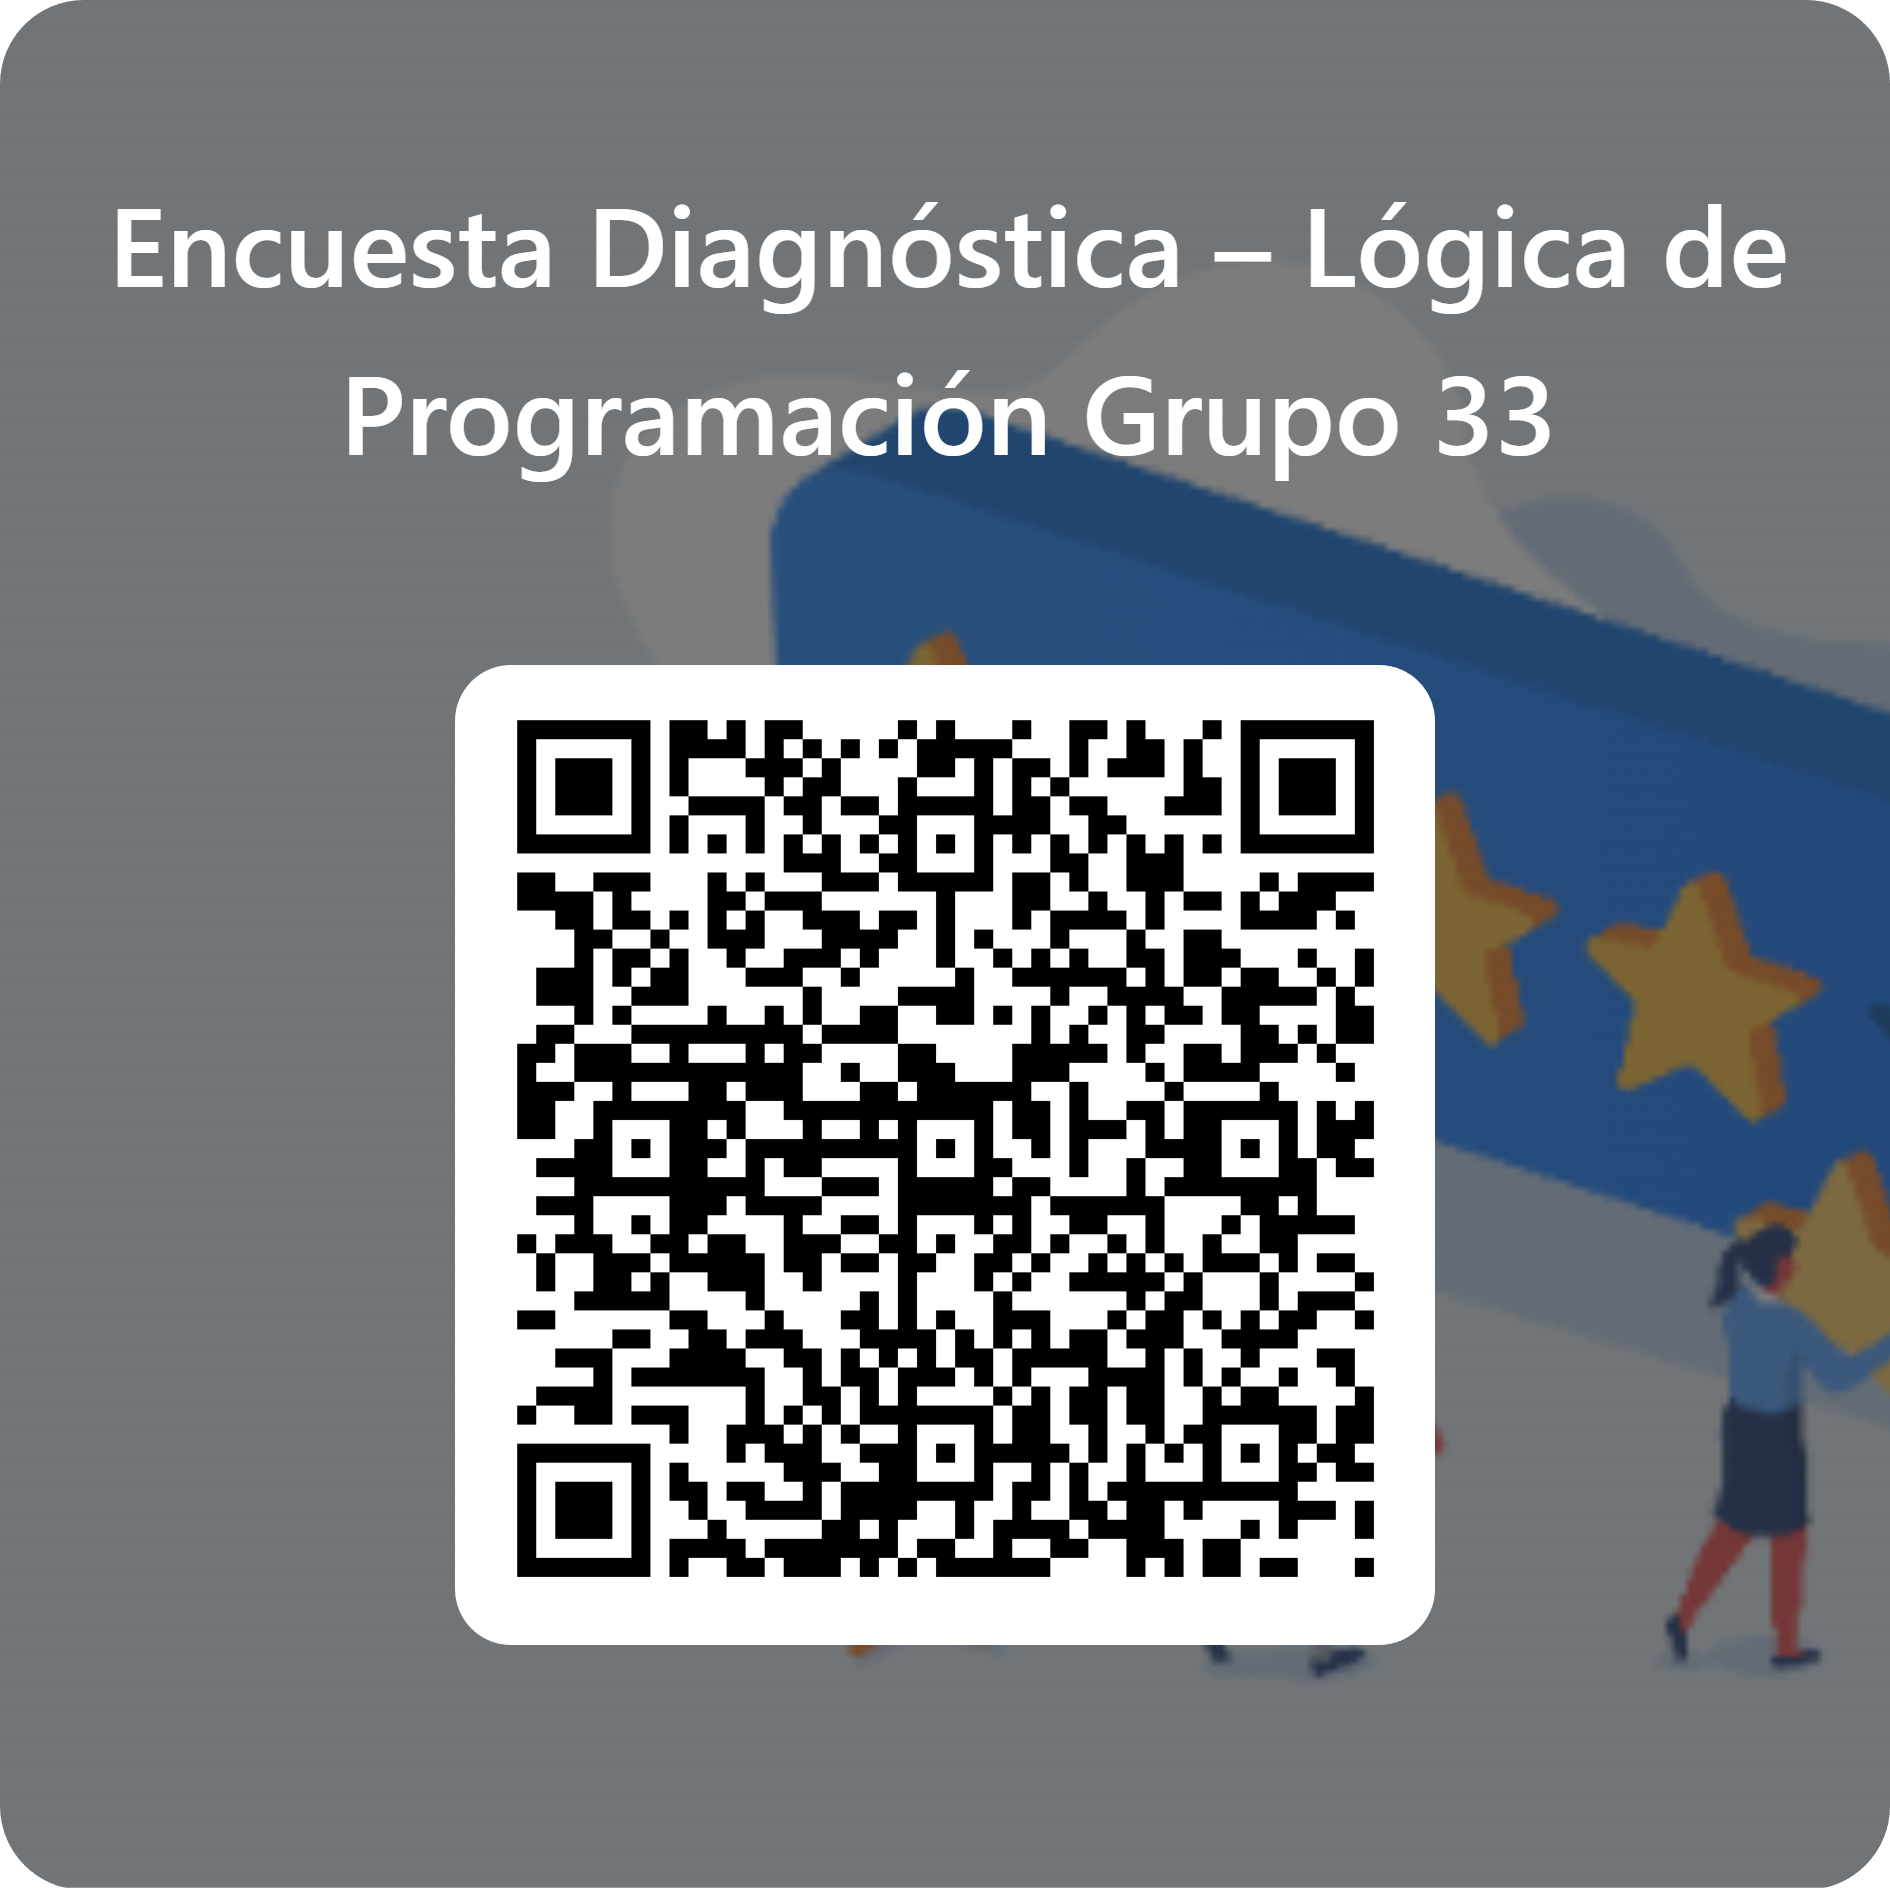 Encuesta Diagnóstica – Lógica de
Programación Grupo 33